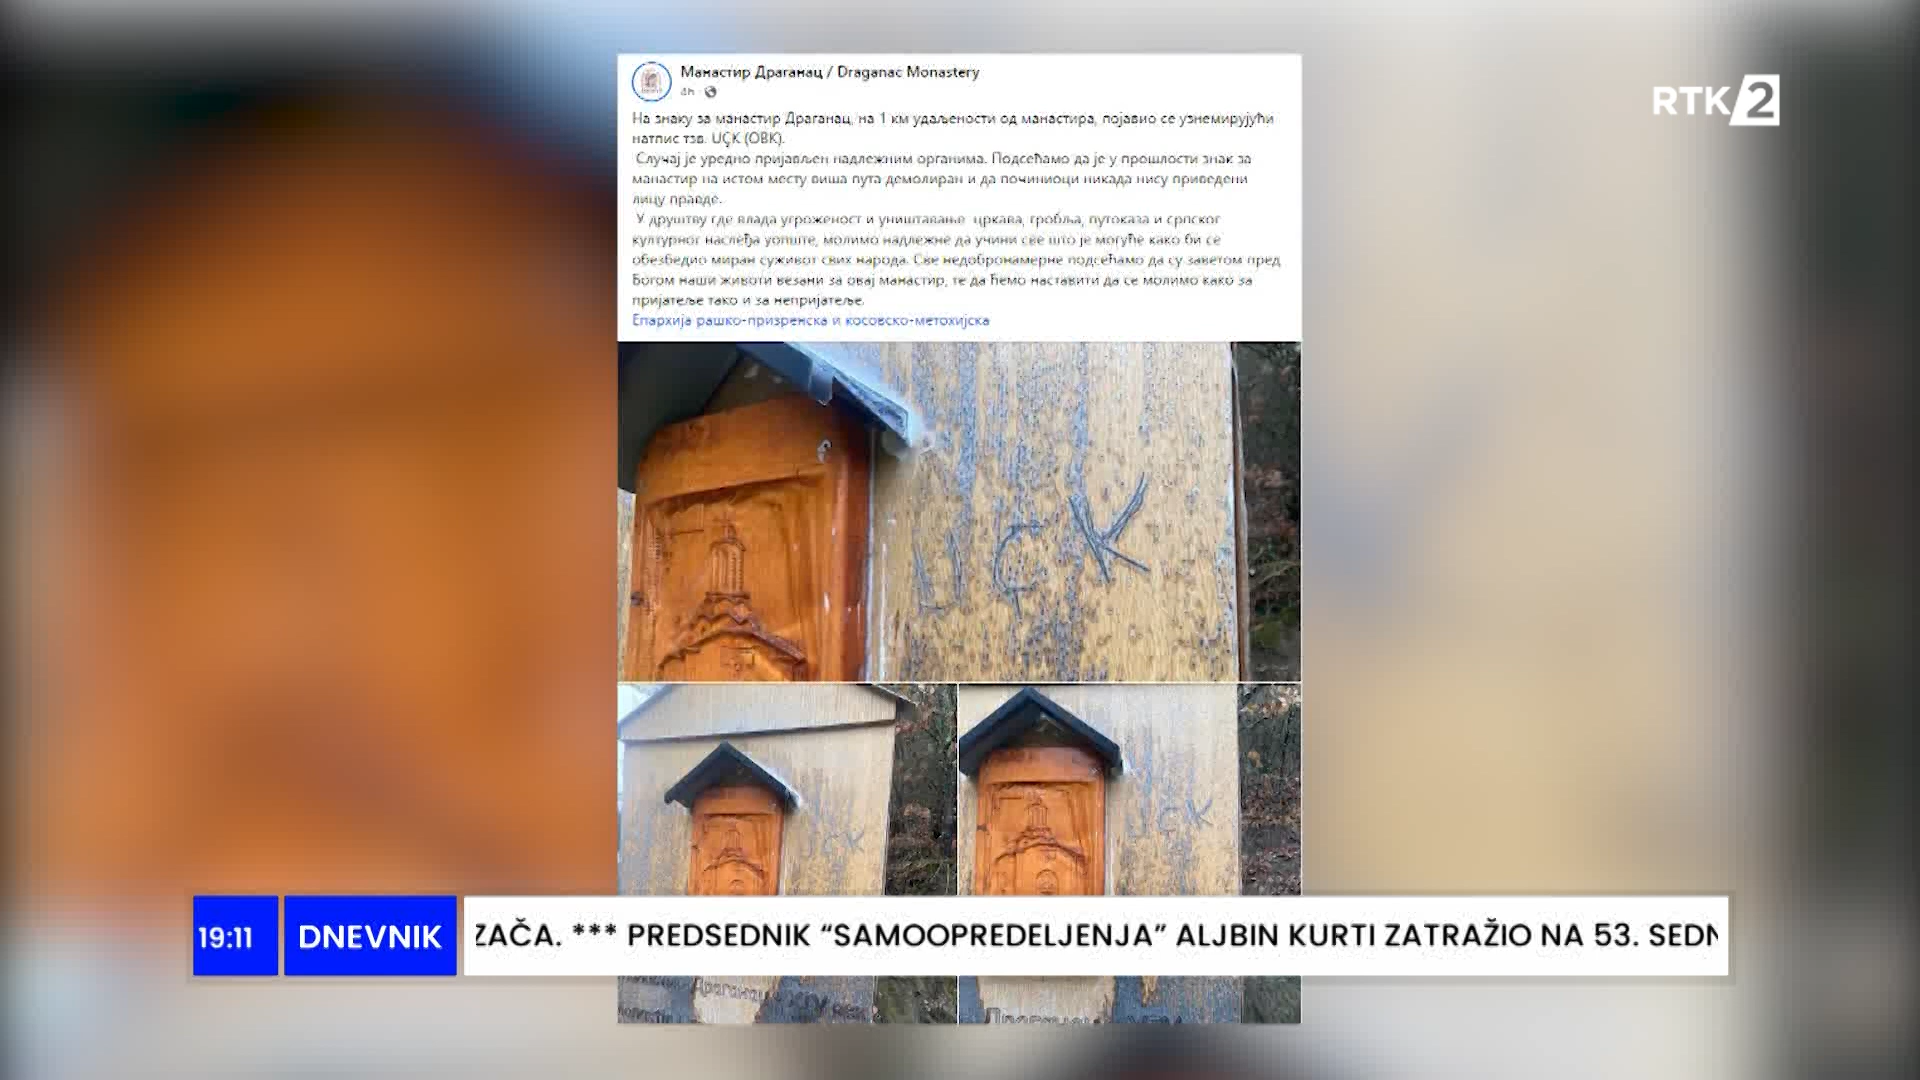 Манастир Драганац / Draganac Monastery
4h
RTK 2
На знаку за манастир Драганац, на 1 км удаљености од манастира, појавио се узнемирујући
натпис тзв. UÇK (ОВК).
Случај је уредно пријављен надлежним органима. Подсећамо да је у прошлости знак за
манастир на истом месту виша пута демолиран и да починиоци никада нису приведени
лицу правде.
У друштву где влада угроженост и уништавање црква, гробља, путоказа и српског
културног наслеђа уопште, молимо надлежне да учини све што је могуће како би се
обезбедио миран суживот свих народа. Све недобронамерне подсећамо да су заветом пред
Богом наши животи везани за овај манастир, те да ћемо наставити да се молимо како за
пријатеље тако и за непријатеље.
Епархија рашко-призренска и косовско-метохијска
UÇK
UÇK
UÇK
19:11
DNEVNIK
ZAČA. *** PREDSEDNIK “SAMOOPREDELJENJA” ALJBIN KURTI ZATRAŽIO NA 53. SEDN
Драганац